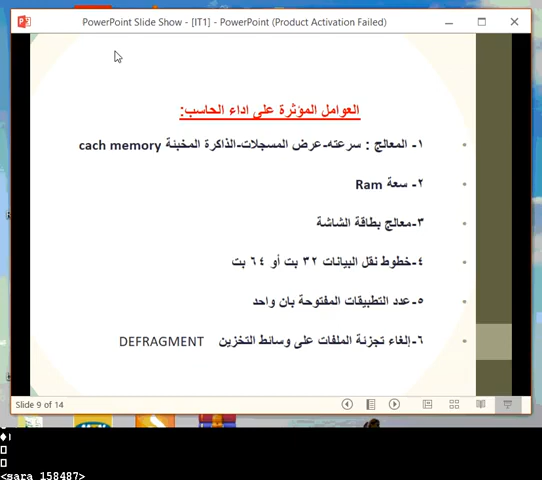 PowerPoint Slide Show - [IT1] - PowerPoint (Product Activation Failed)
العوامل المؤثرة على اداء الحاسب:
١- المعالج : سرعته-عرض المسجلات-الذاكرة المخبئة cach memory
٢- سعة Ram
٣-معالج بطاقة الشاشة
٤- خطوط نقل البيانات ٣٢ بت أو ٦٤ بت
٥- عدد التطبيقات المفتوحة بان واحد
٦-إلغاء تجزئة الملفات على وسائط التخزين DEFRAGMENT
Slide 9 of 14
<sara 158487>